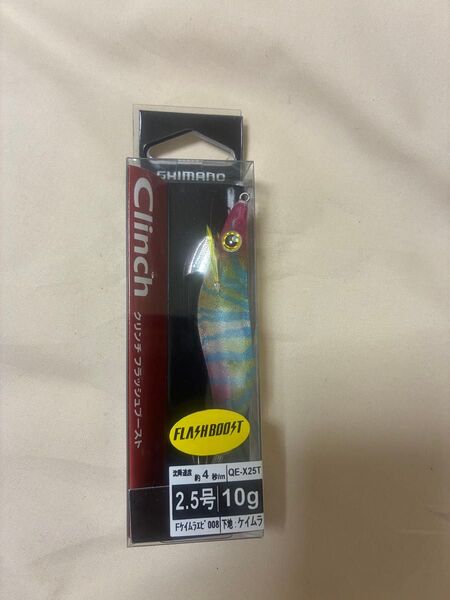 SHIMANO
Clinch
クリンチ フラッシュブースト
FLASHBOOST
沈降速度 約 4 秒/m QE-X25T
2.5号 10g
Fケイムラエビ 008 下地：ケイムラ